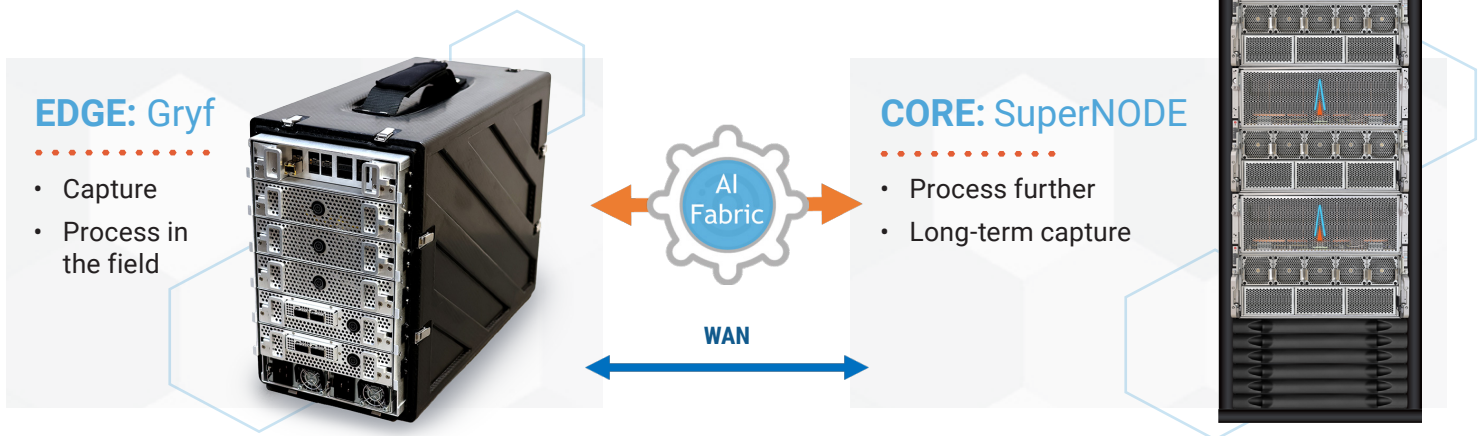 EDGE: Gryf
• Capture
• Process in
the field
AI
Fabric
WAN
CORE: SuperNODE
• Process further
• Long-term capture